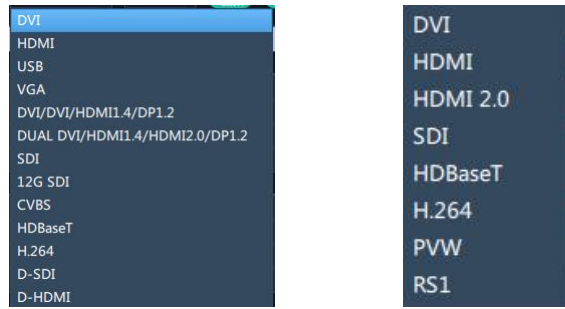 DVI
HDMI
USB
VGA
DVI/DVI/HDMI1.4/DP1.2
DUAL DVI/HDMI1.4/HDMI2.0/DP1.2
SDI
12G SDI
CVBS
HDBaseT
H.264
D-SDI
D-HDMI
DVI
HDMI
HDMI 2.0
SDI
HDBaseT
H.264
PVW
RS1